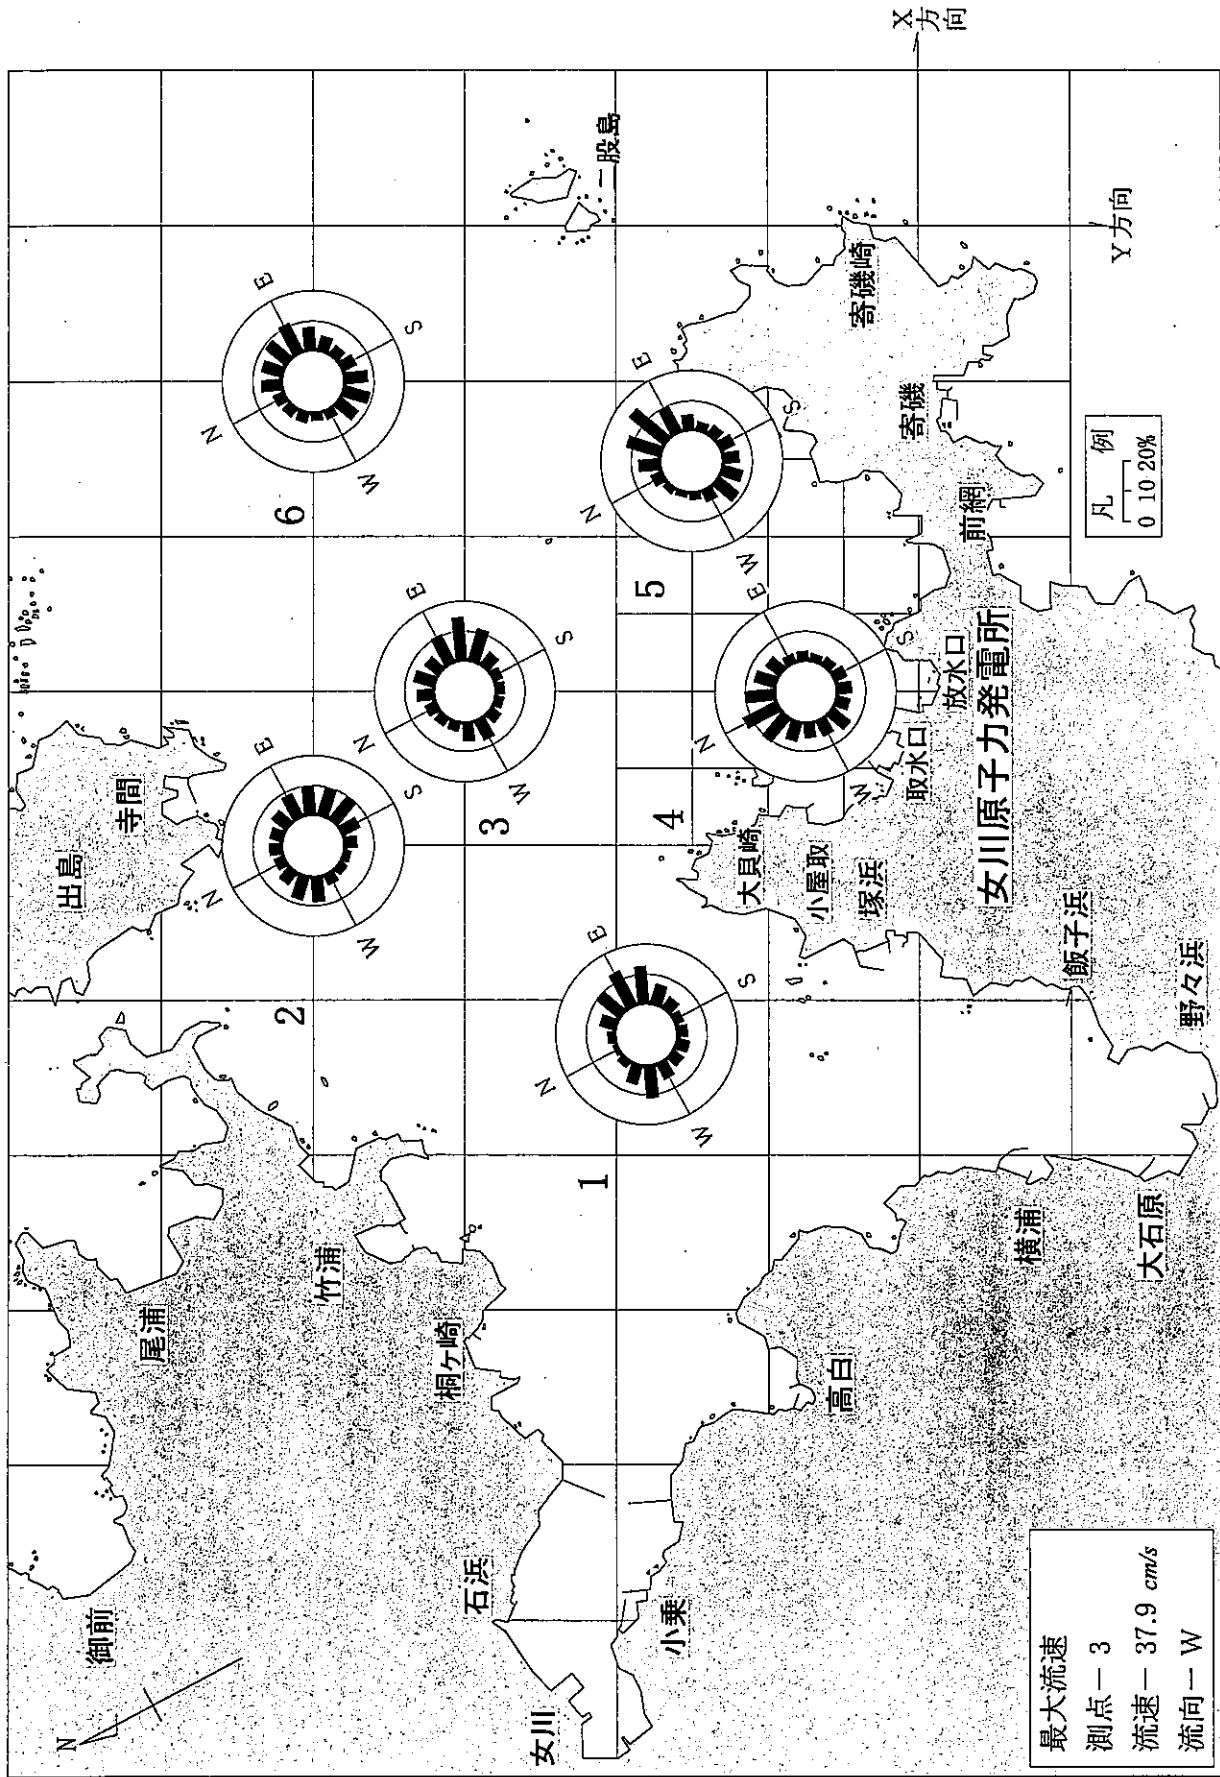 N
御前
尾浦
竹浦
桐ヶ崎
石浜
女川
小乗
高白
横浦
大石原
野々浜
飯子浜
塚浜
小屋取
大貝崎
取水口
放水口
女川原子力発電所
前網
寄磯
寄磯崎
二股島
出島
寺間
1
N
E
S
W
2
N
E
S
W
3
N
E
S
W
4
N
E
S
W
5
N
E
S
W
6
N
E
S
W
X
方向
Y方向
凡 例
0 10 20%
最大流速
測点－3
流速－37.9 cm/s
流向－W